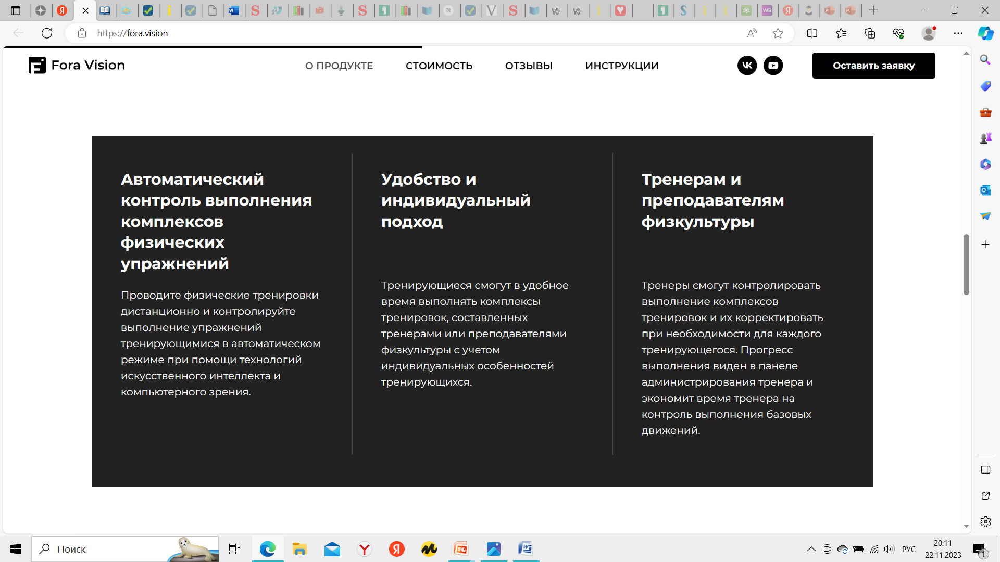 https://fora.vision
Fora Vision
О ПРОДУКТЕ
СТОИМОСТЬ
ОТЗЫВЫ
ИНСТРУКЦИИ
Оставить заявку
Автоматический
контроль выполнения
комплексов
физических
упражнений
Проводите физические тренировки
дистанционно и контролируйте
выполнение упражнений
тренирующимися в автоматическом
режиме при помощи технологий
искусственного интеллекта и
компьютерного зрения.
Удобство и
индивидуальный
подход
Тренирующиеся смогут в удобное
время выполнять комплексы
тренировок, составленных
тренерами или преподавателями
физкультуры с учетом
индивидуальных особенностей
тренирующихся.
Тренерам и
преподавателям
физкультуры
Тренеры смогут контролировать
выполнение комплексов
тренировок и их корректировать
при необходимости для каждого
тренирующегося. Прогресс
выполнения виден в панеле
администрирования тренера и
экономит время тренера на
контроль выполнения базовых
движений.
Поиск
РУС
20:11
22.11.2023
1